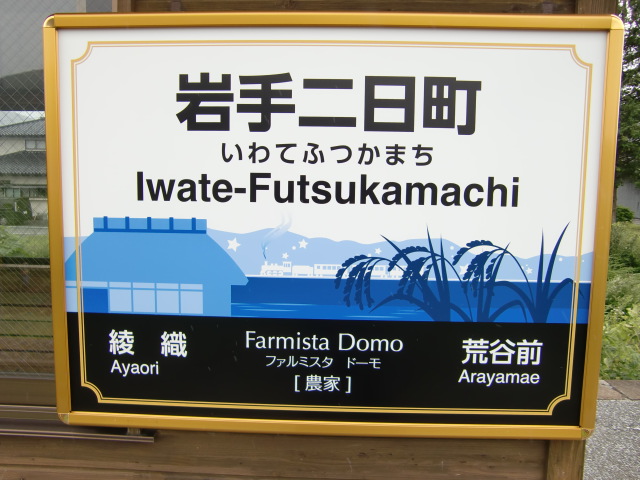 岩手二日町
いわてふつかまち
Iwate-Futsukamachi
綾織
Ayaori
Farmista Domo
ファルミスタ ドーモ
[農家]
荒谷前
Arayamae